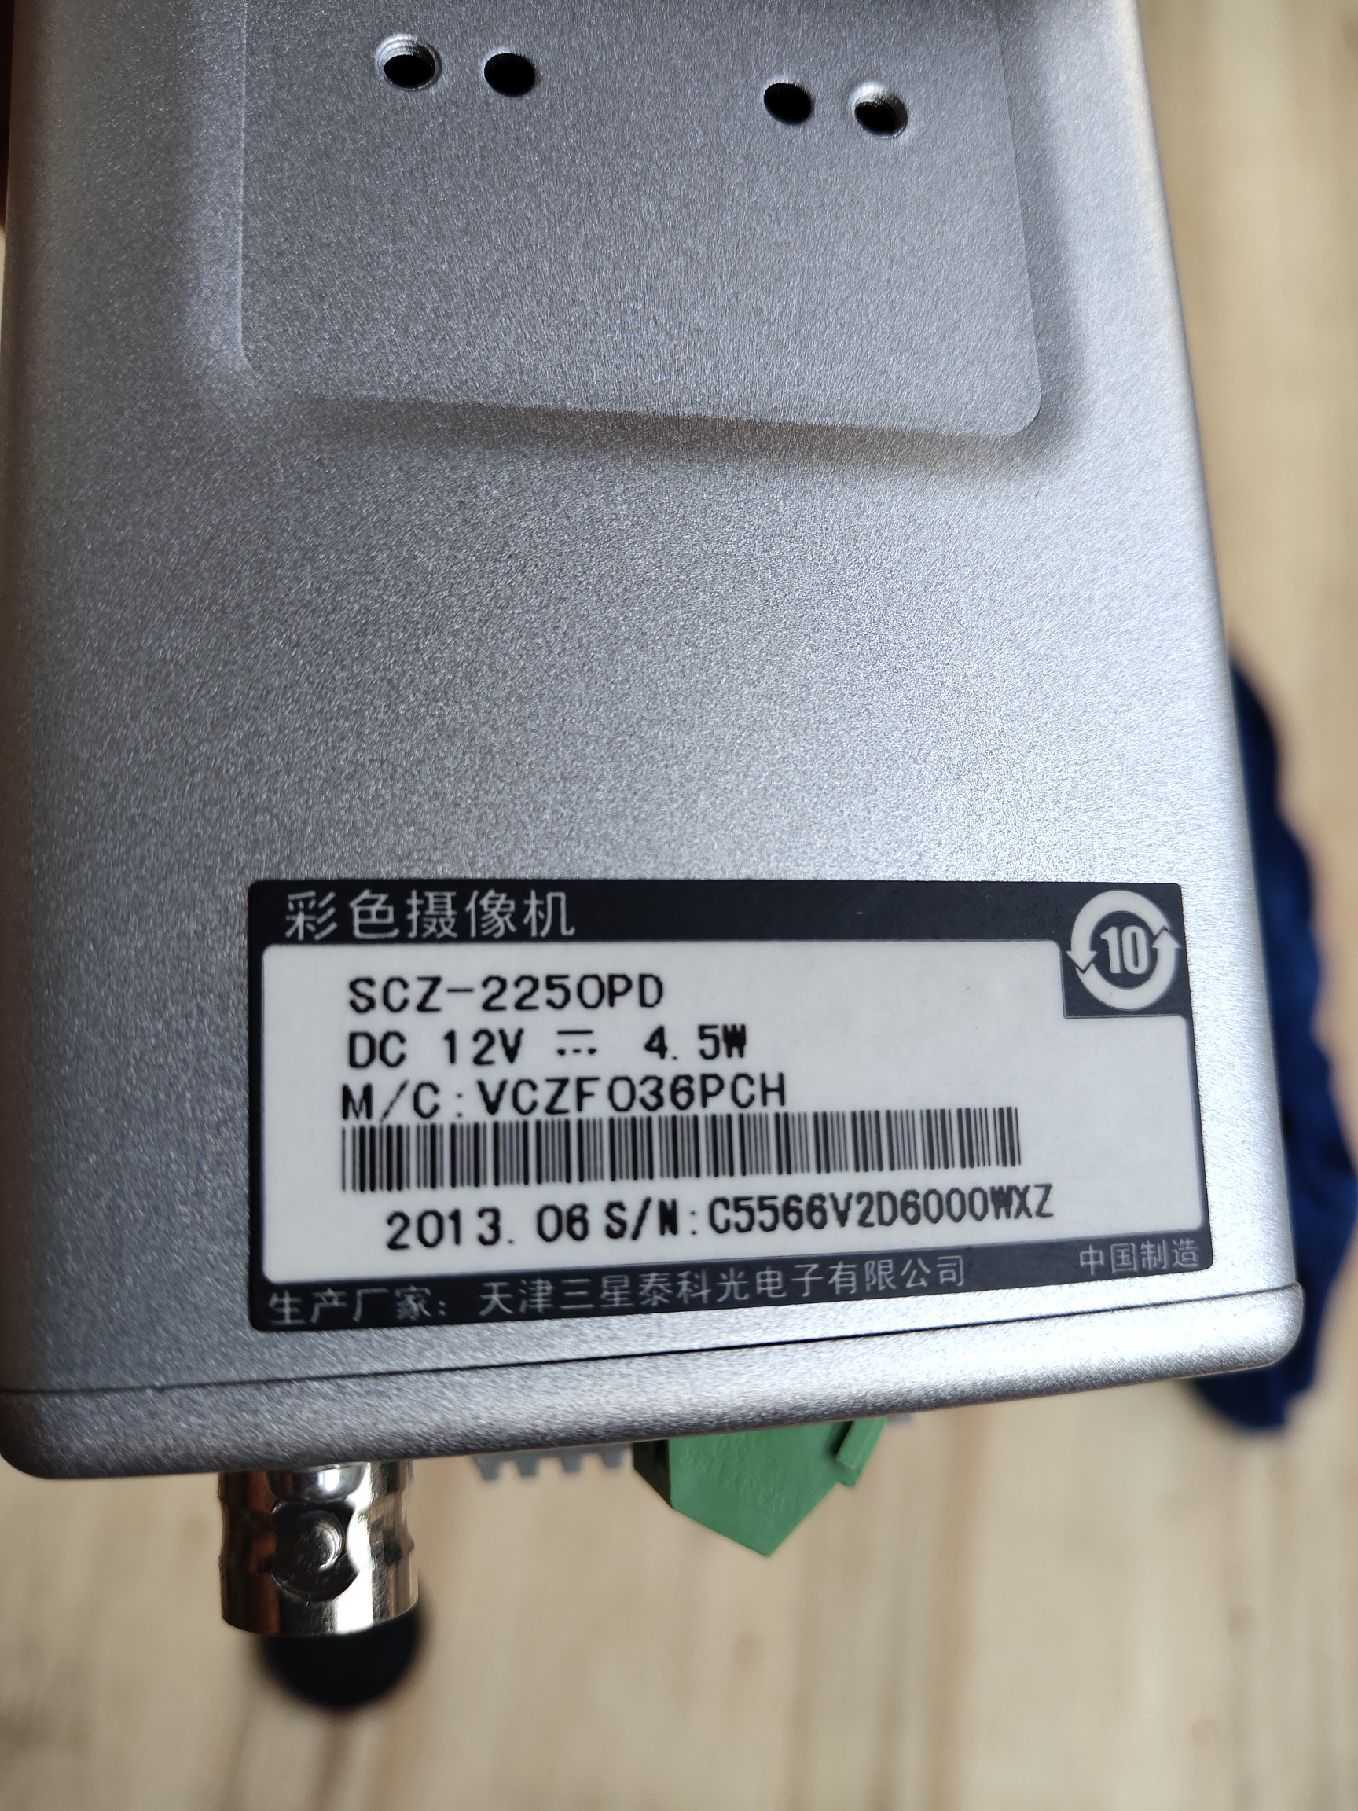 彩色摄像机
10
SCZ-2250PD
DC 12V ⎓ 4.5W
M/C:VCZF036PCH
2013.06 S/N:C5566V2D6000WXZ
生产厂家: 天津三星泰科光电子有限公司
中国制造